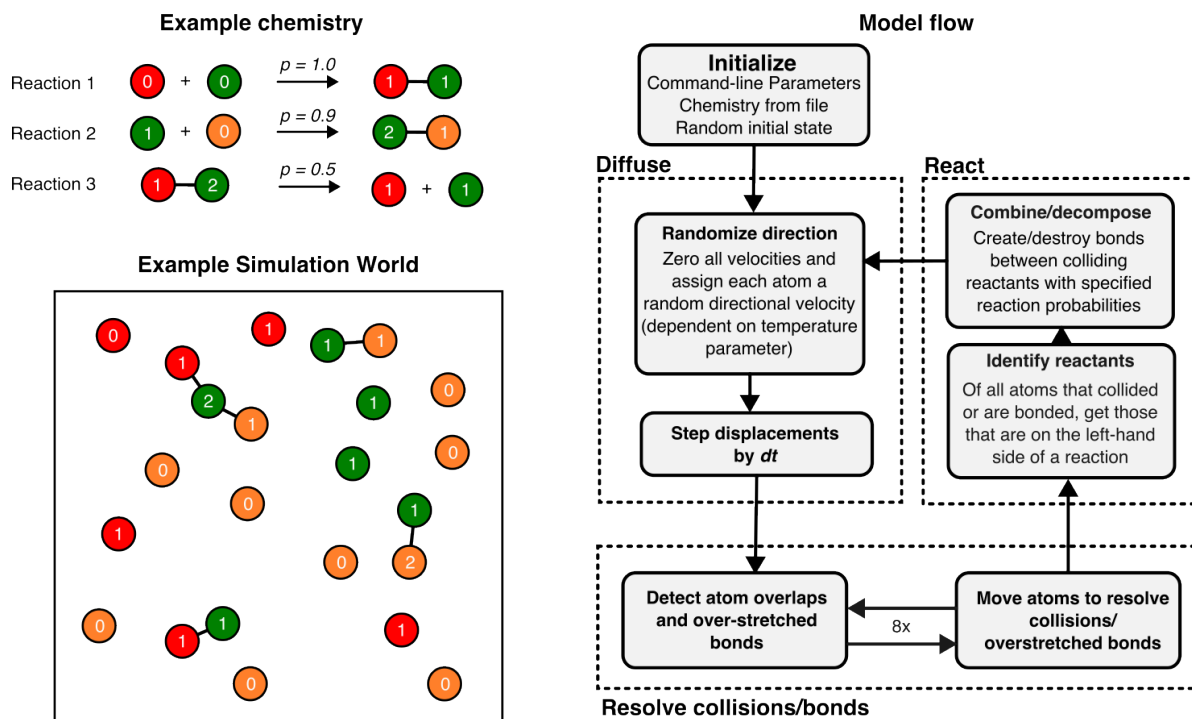 Example chemistry
Reaction 1 0 + 0 p = 1.0 1 1
Reaction 2 1 + 0 p = 0.9 2 1
Reaction 3 1 2 p = 0.5 1 + 1
Example Simulation World
0
1
1 1
1
2
1
0
1
0
1
0
0
1
1
0
2
0
1
1
1
0
0
Model flow
Initialize
Command-line Parameters
Chemistry from file
Random initial state
Diffuse
Randomize direction
Zero all velocities and
assign each atom a
random directional velocity
(dependent on temperature
parameter)
Step displacements
by dt
React
Combine/decompose
Create/destroy bonds
between colliding
reactants with specified
reaction probabilities
Identify reactants
Of all atoms that collided
or are bonded, get those
that are on the left-hand
side of a reaction
Detect atom overlaps
and over-stretched
bonds
8x
Move atoms to resolve
collisions/
overstretched bonds
Resolve collisions/bonds